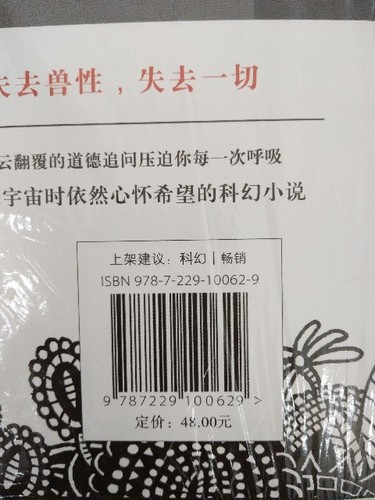 失去兽性，失去一切
云翻覆的道德追问压迫你每一次呼吸
宇宙时依然心怀希望的科幻小说
上架建议：科幻 | 畅销
ISBN 978-7-229-10062-9
9 787229 100629 >
定价：48.00元